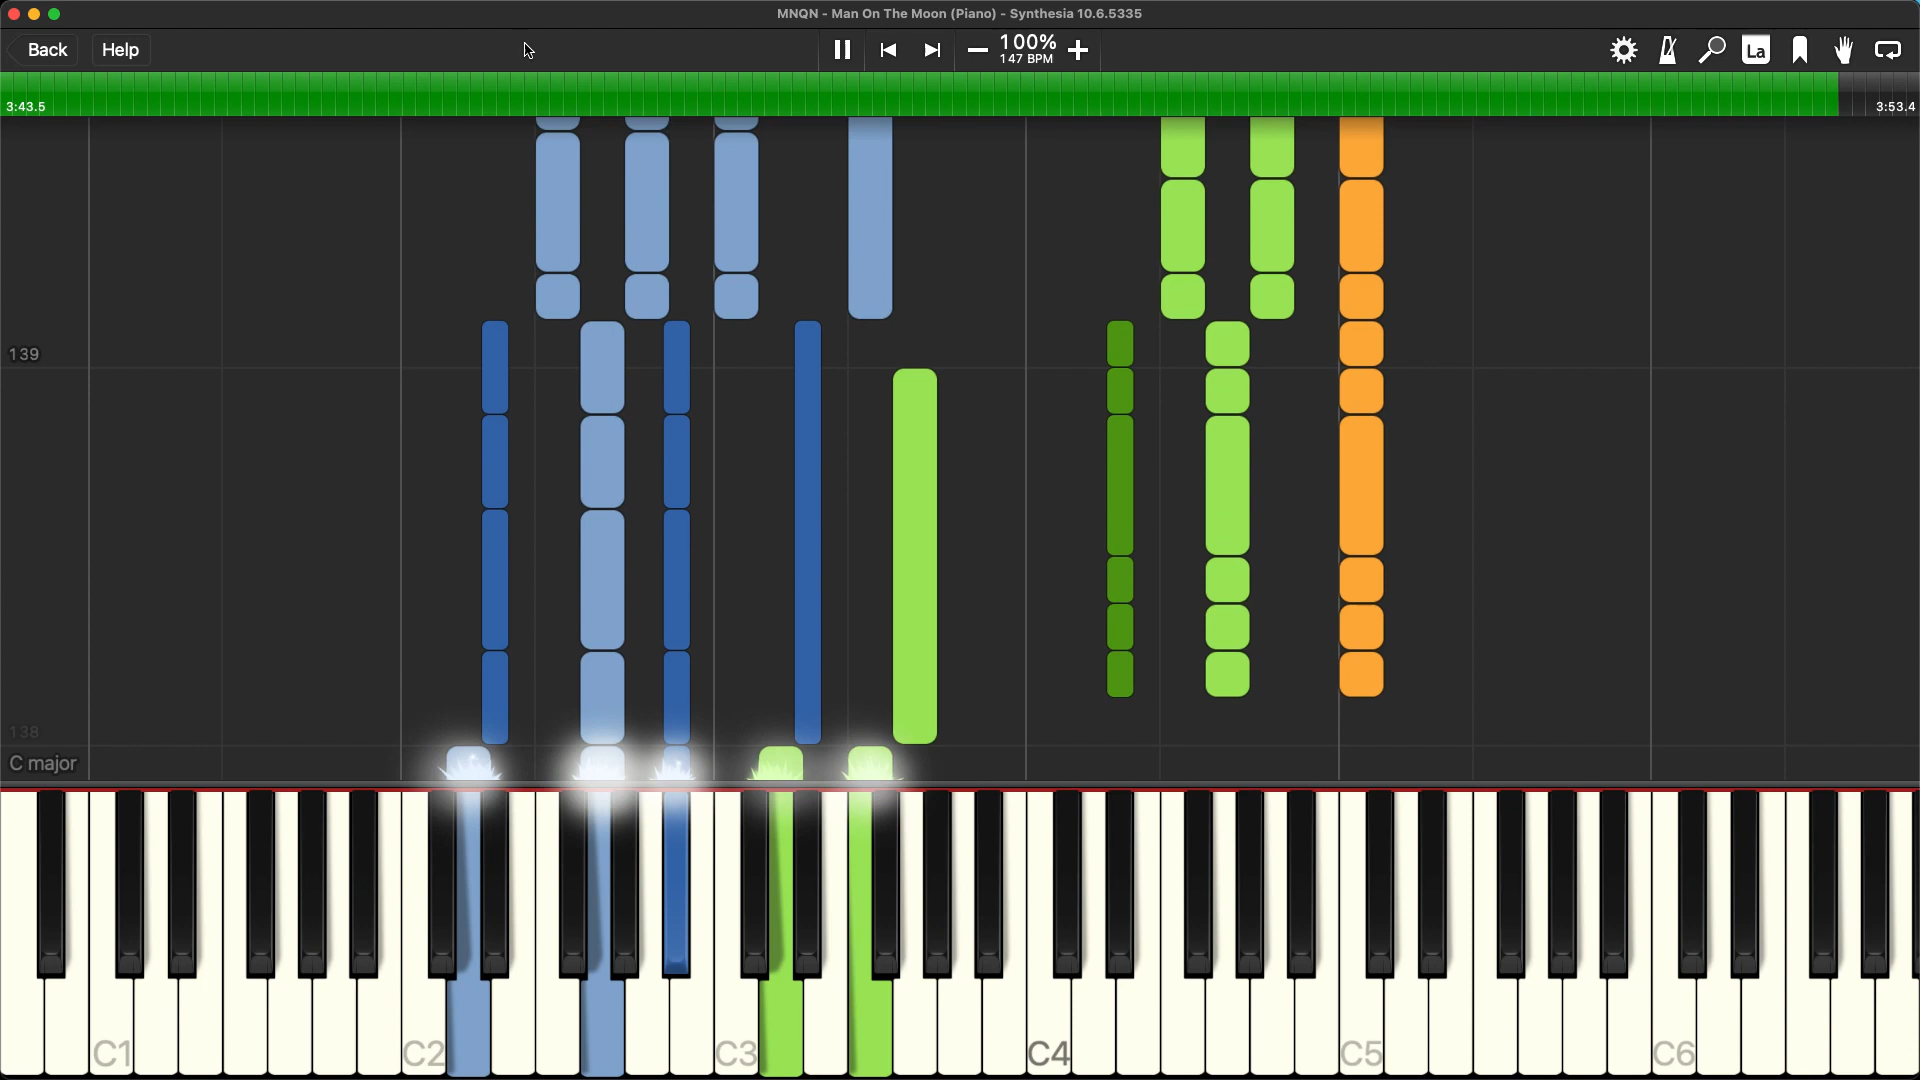 MNQN - Man On The Moon (Piano) - Synthesia 10.6.5335
Back
Help
100%
147 BPM
La
3:43.5
3:53.4
139
138
C major
C1
C2
C3
C4
C5
C6